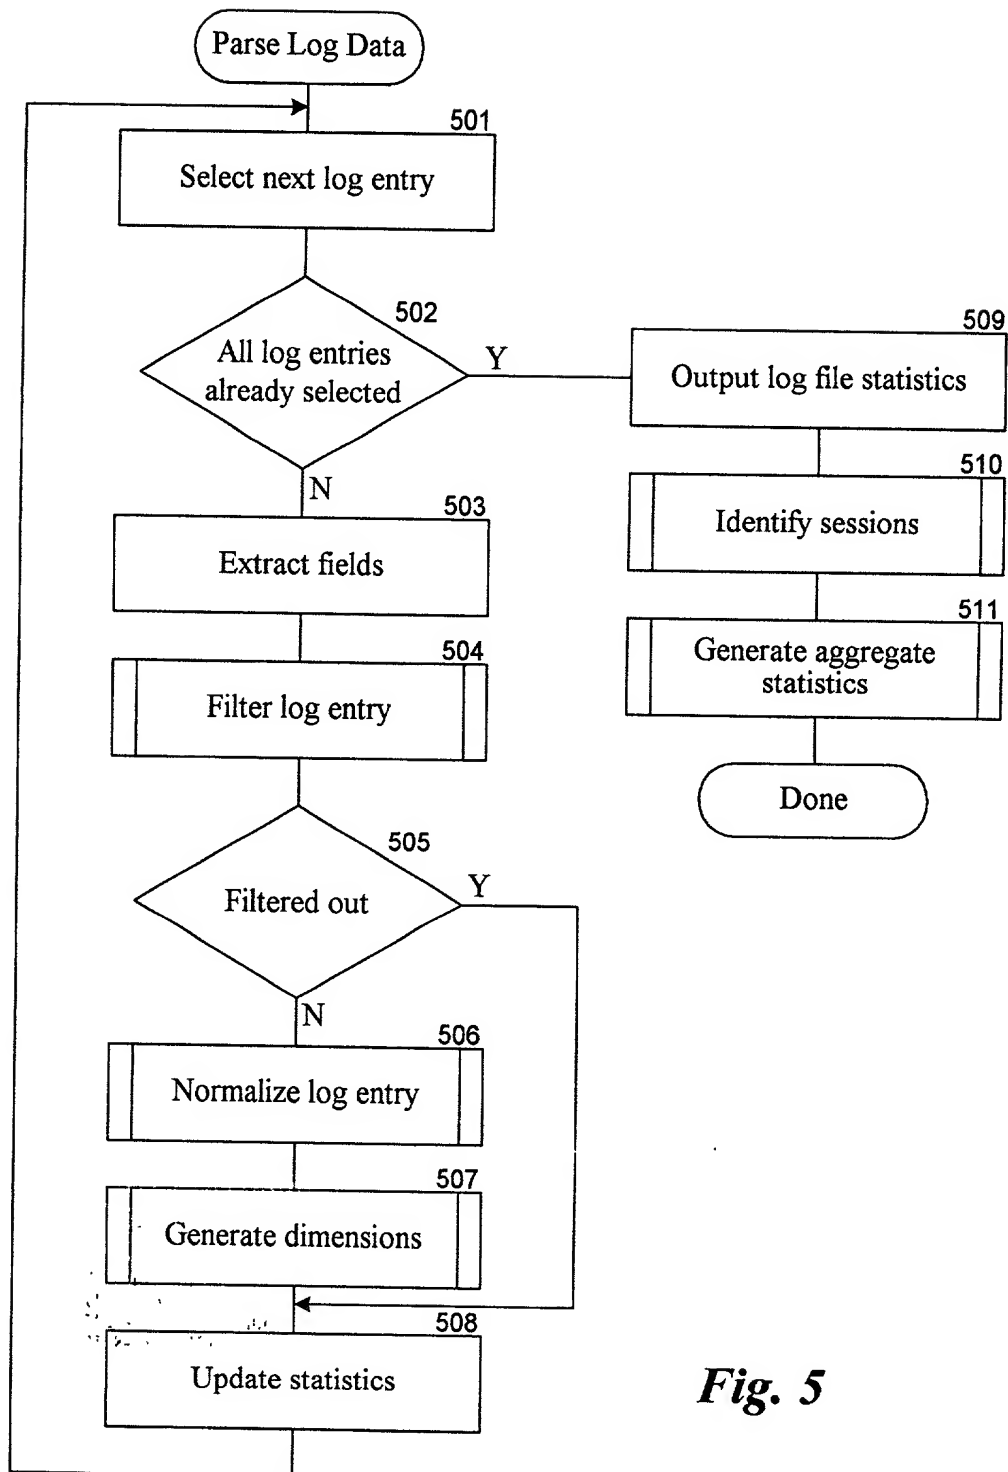 Parse Log Data
501
Select next log entry
502
All log entries
already selected
Y
N
503
Extract fields
504
Filter log entry
505
Filtered out
Y
N
506
Normalize log entry
507
Generate dimensions
508
Update statistics
509
Output log file statistics
510
Identify sessions
511
Generate aggregate
statistics
Done
Fig. 5